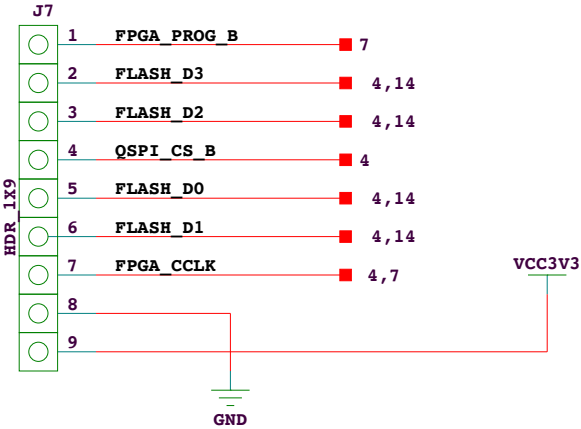 J7
1 FPGA_PROG_B 7
2 FLASH_D3 4,14
3 FLASH_D2 4,14
4 QSPI_CS_B 4
5 FLASH_D0 4,14
6 FLASH_D1 4,14
7 FPGA_CCLK 4,7
VCC3V3
8
9
HDR_1X9
GND